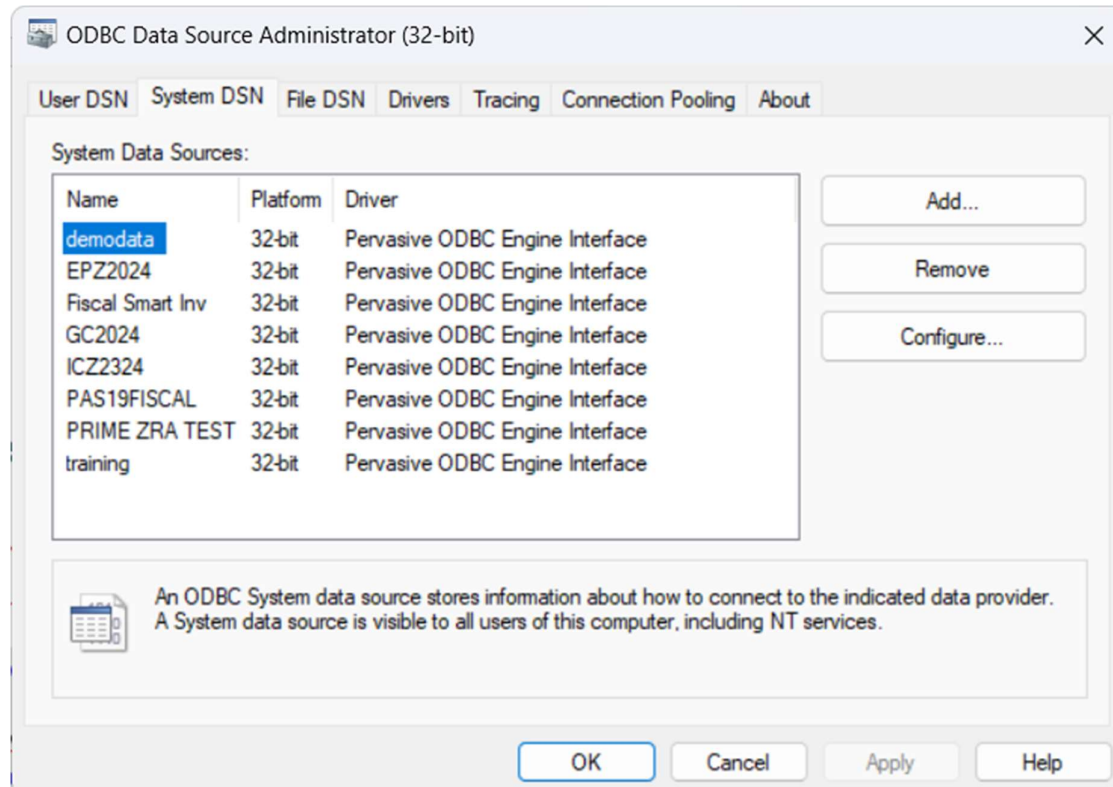 ODBC Data Source Administrator (32-bit)
User DSN System DSN File DSN Drivers Tracing Connection Pooling About
System Data Sources:
Name Platform Driver
demodata 32-bit Pervasive ODBC Engine Interface
EPZ2024 32-bit Pervasive ODBC Engine Interface
Fiscal Smart Inv 32-bit Pervasive ODBC Engine Interface
GC2024 32-bit Pervasive ODBC Engine Interface
ICZ2324 32-bit Pervasive ODBC Engine Interface
PAS19FISCAL 32-bit Pervasive ODBC Engine Interface
PRIME ZRA TEST 32-bit Pervasive ODBC Engine Interface
training 32-bit Pervasive ODBC Engine Interface
Add...
Remove
Configure...
An ODBC System data source stores information about how to connect to the indicated data provider.
A System data source is visible to all users of this computer, including NT services.
OK Cancel Apply Help